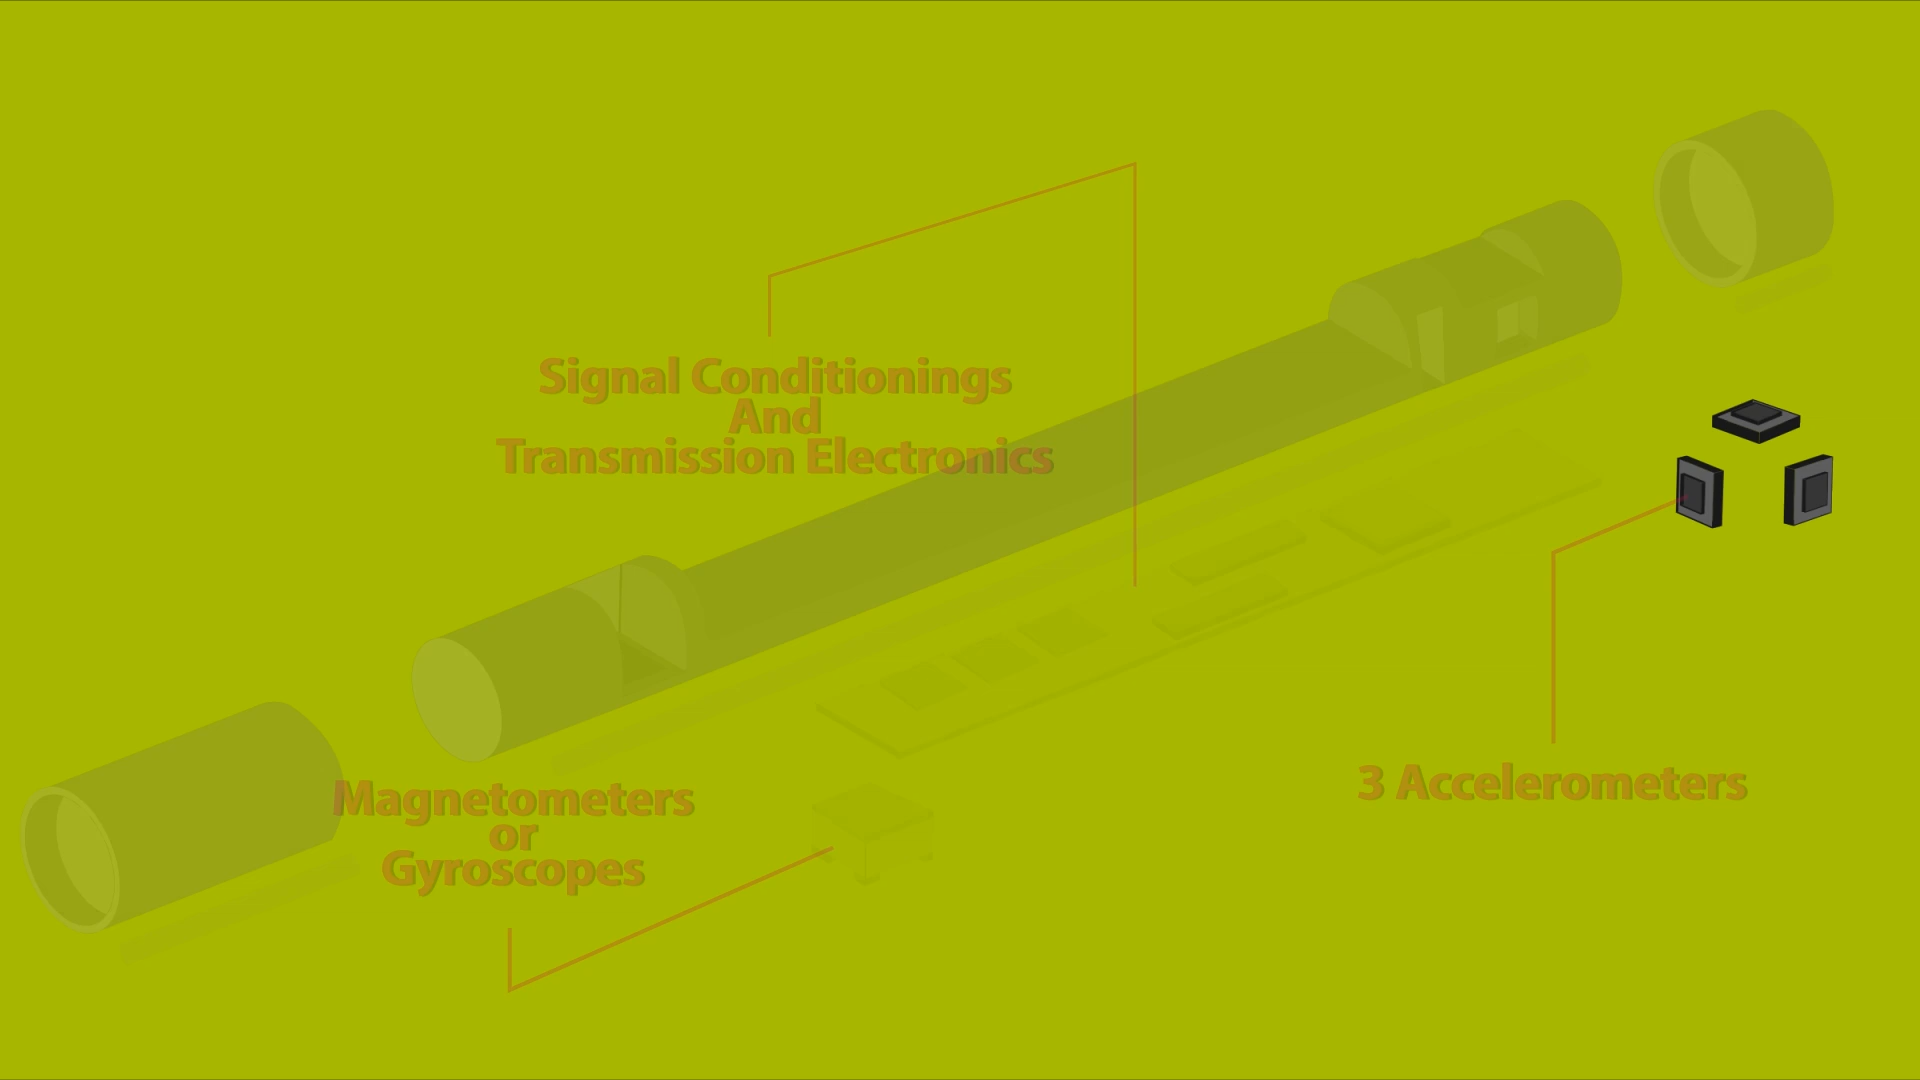 Signal Conditionings
And
Transmission Electronics
3 Accelerometers
Magnetometers
or
Gyroscopes